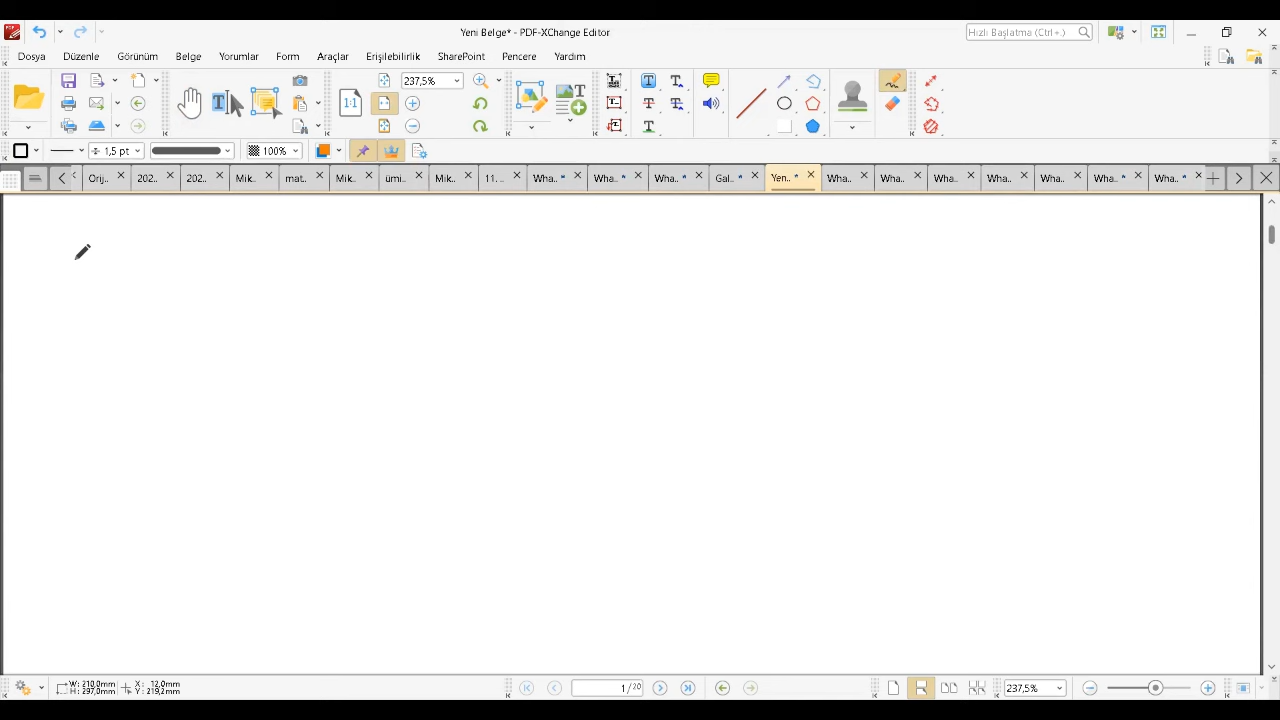 Yeni Belge* - PDF-XChange Editor
Hızlı Başlatma (Ctrl+.)
Dosya Düzenle Görünüm Belge Yorumlar Form Araçlar Erişilebilirlik SharePoint Pencere Yardım
237,5%
1,5 pt 100%
Orij.. 202.. 202.. Mik.. mat.. Mik.. ümi.. Mik.. 11. .. Wha.. * Wha.. * Wha.. * Gal.. * Yen.. * Wha.. Wha.. Wha.. Wha.. Wha.. Wha.. * Wha.. *
W: 210,0mm X: 12,0mm
H: 297,0mm Y: 219,2mm
1/20
237,5%